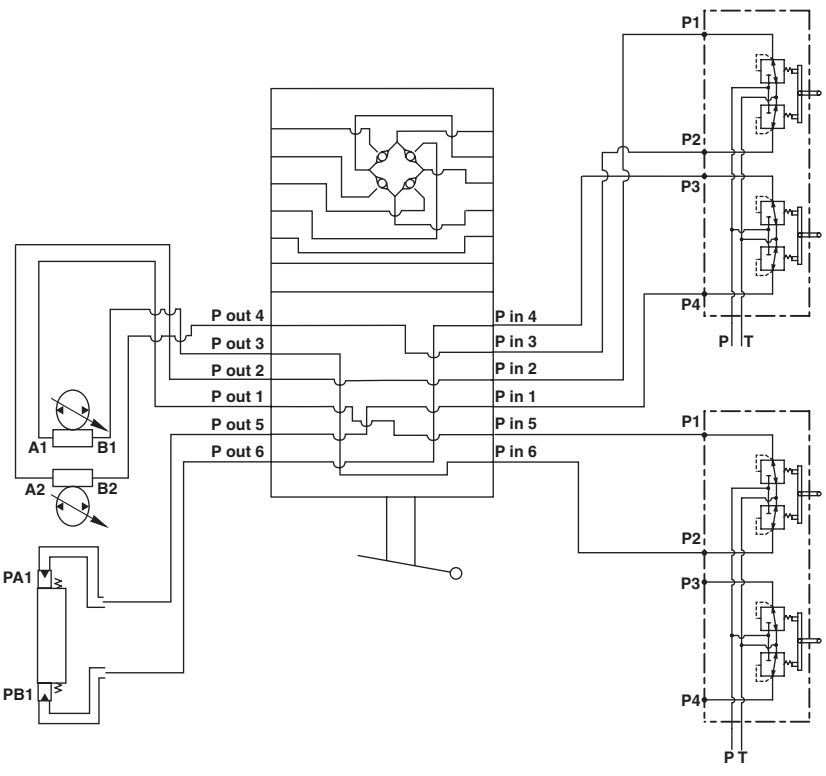 P1
P2
P3
P4
P T
P out 4
P out 3
P out 2
P out 1
P out 5
P out 6
P in 4
P in 3
P in 2
P in 1
P in 5
P in 6
A1 B1
A2 B2
PA1
PB1
P1
P2
P3
P4
P T